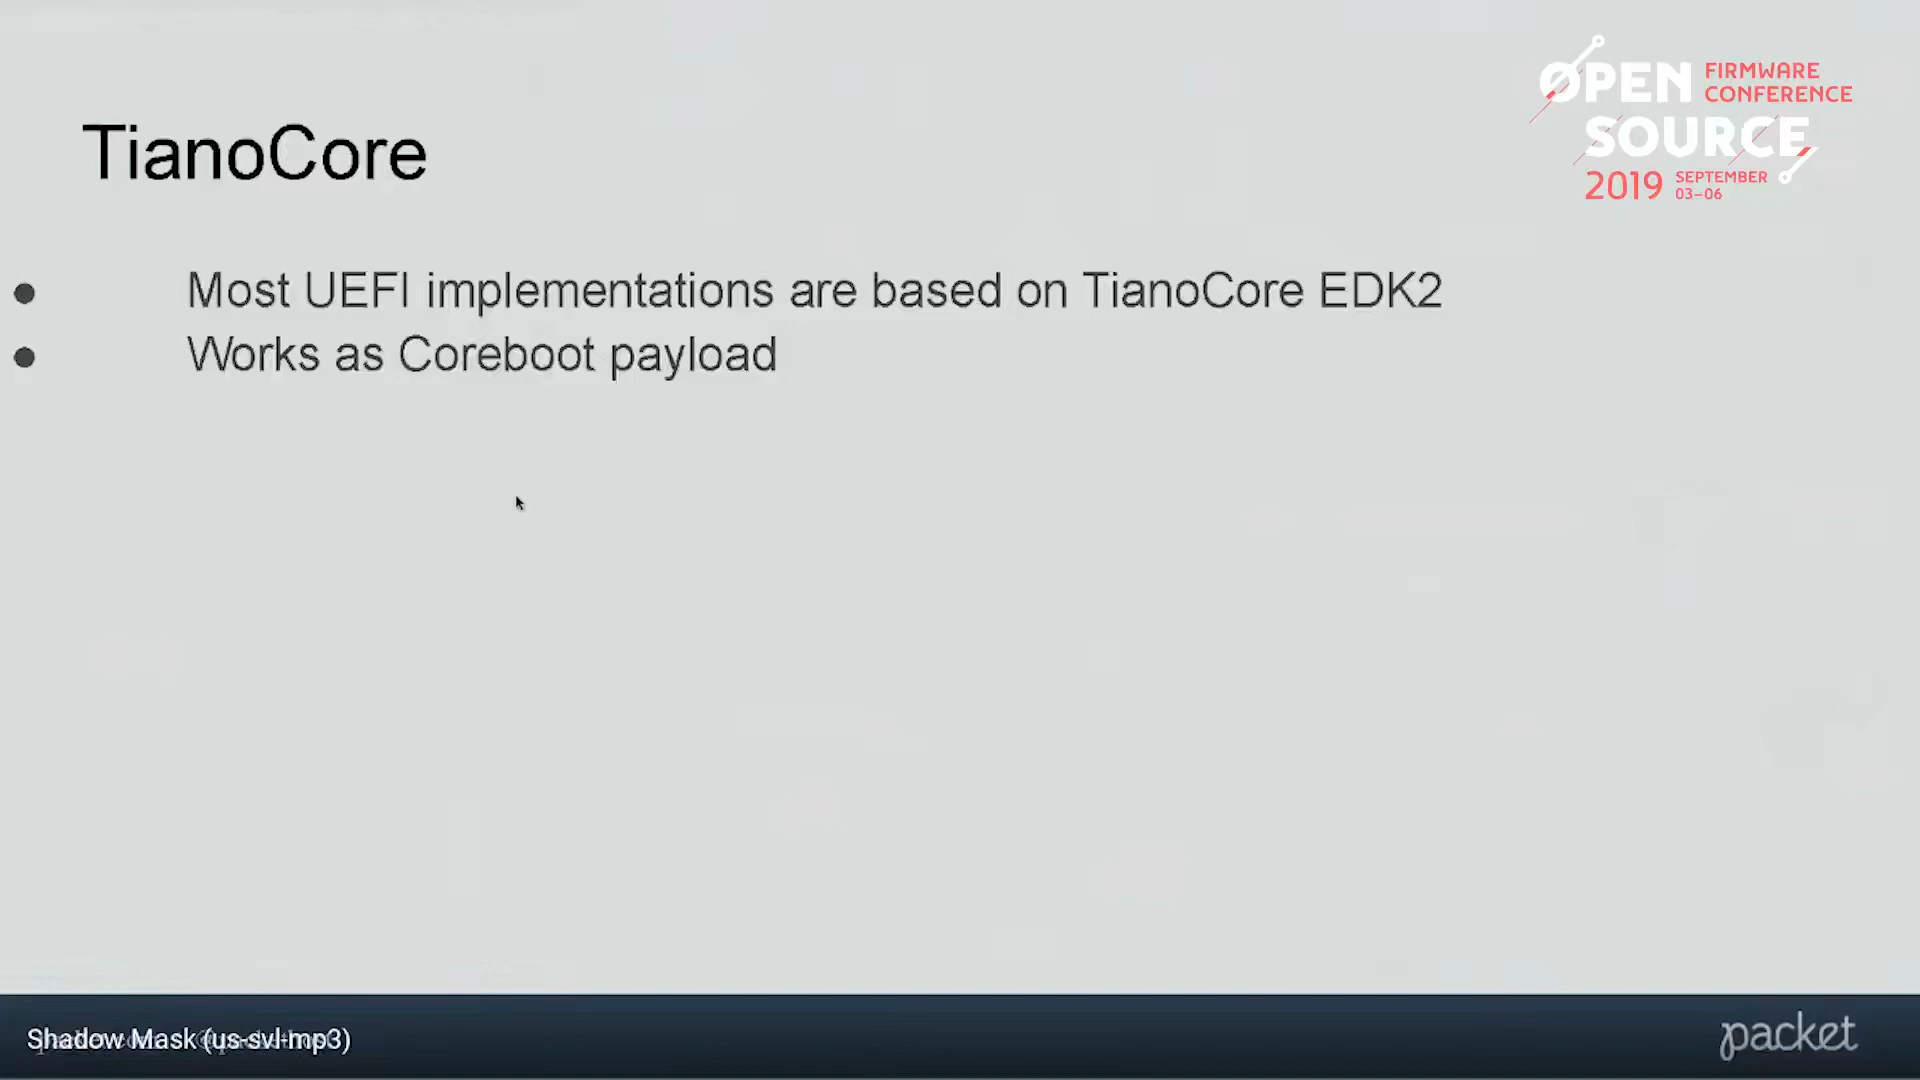 OPEN FIRMWARE
CONFERENCE
SOURCE
2019 SEPTEMBER
03–06
TianoCore
● Most UEFI implementations are based on TianoCore EDK2
● Works as Coreboot payload
Shadow Mask (us-svl-mp3)
packet